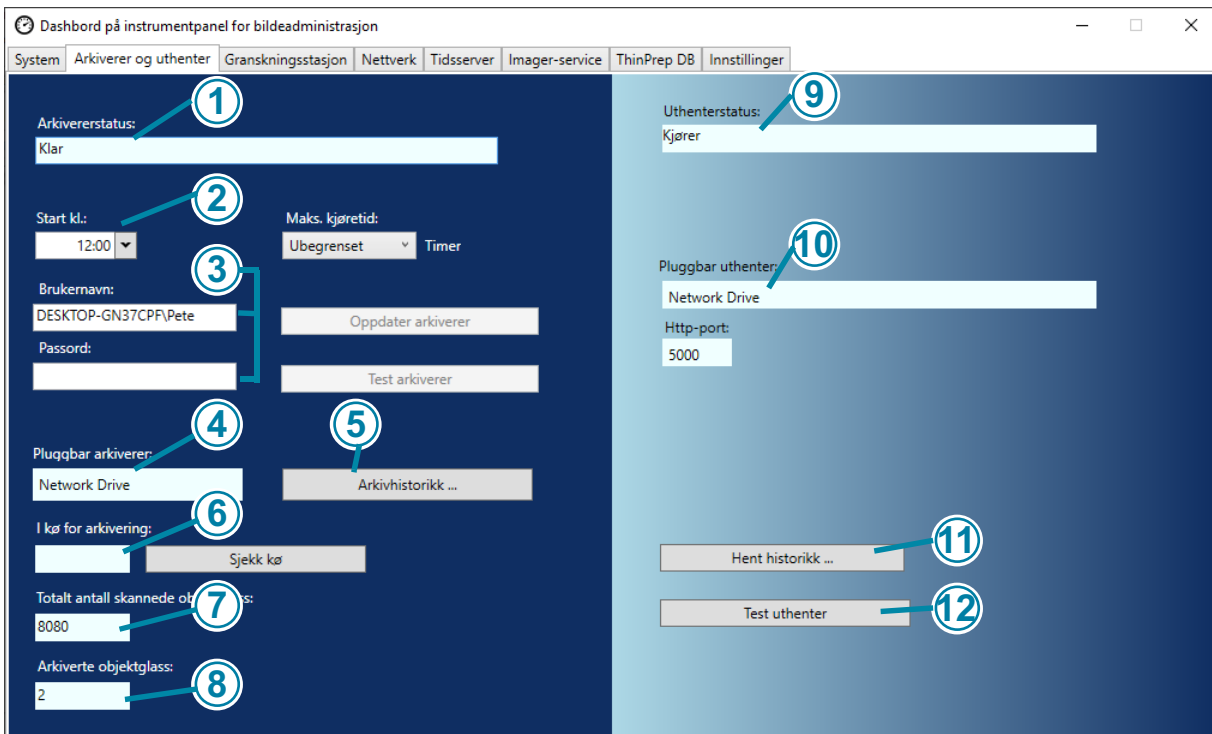 Dashbord på instrumentpanel for bildeadministrasjon
System Arkiverer og uthenter Granskningsstasjon Nettverk Tidsserver Imager-service ThinPrep DB Innstillinger
1
Arkivererstatus:
Klar
2
Start kl.:
12:00
Maks. kjøretid:
Ubegrenset
Timer
3
Brukernavn:
DESKTOP-GN37CPF\Pete
Oppdater arkiverer
Passord:
Test arkiverer
4
5
Pluggbar arkiverer:
Network Drive
Arkivhistorikk ...
6
I kø for arkivering:
Sjekk kø
Totalt antall skannede
7
8080
Arkiverte objektglass:
8
2
9
Uthenterstatus:
Kjører
10
Pluggbar uthenter:
Network Drive
Http-port:
5000
11
Hent historikk ...
12
Test uthenter